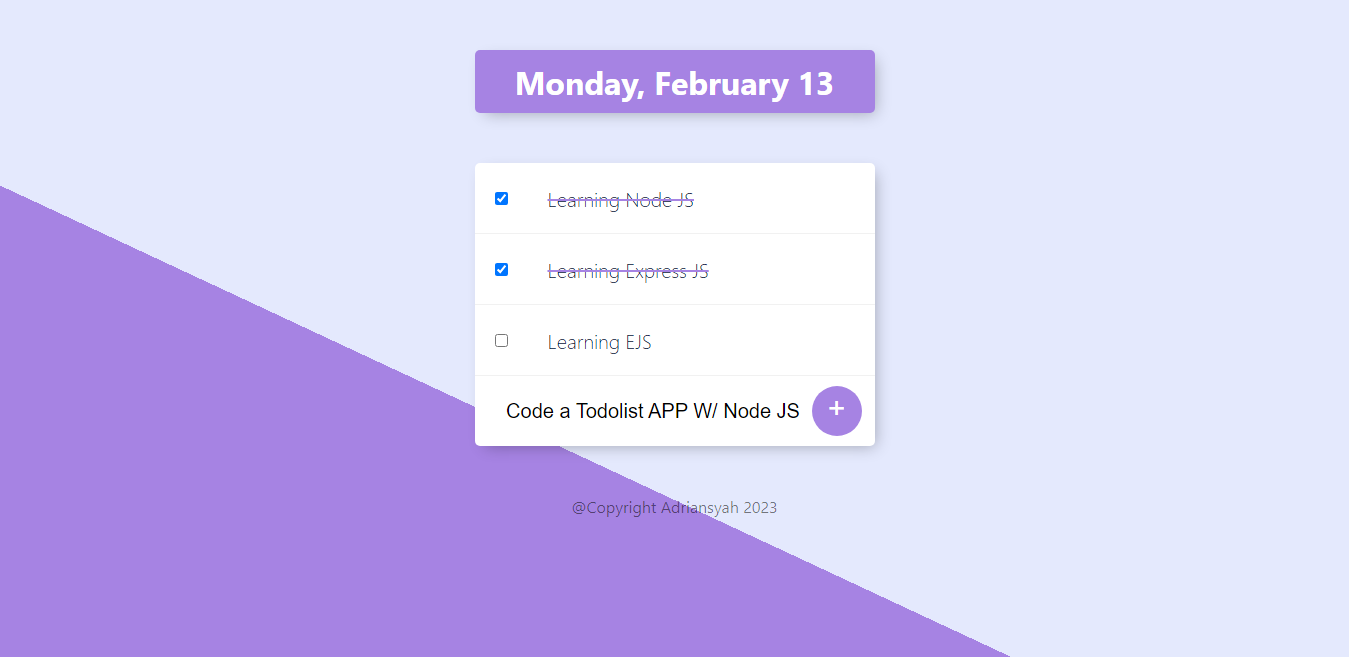 Monday, February 13
Learning Node JS
Learning Express JS
Learning EJS
Code a Todolist APP W/ Node JS +
@Copyright Adriansyah 2023